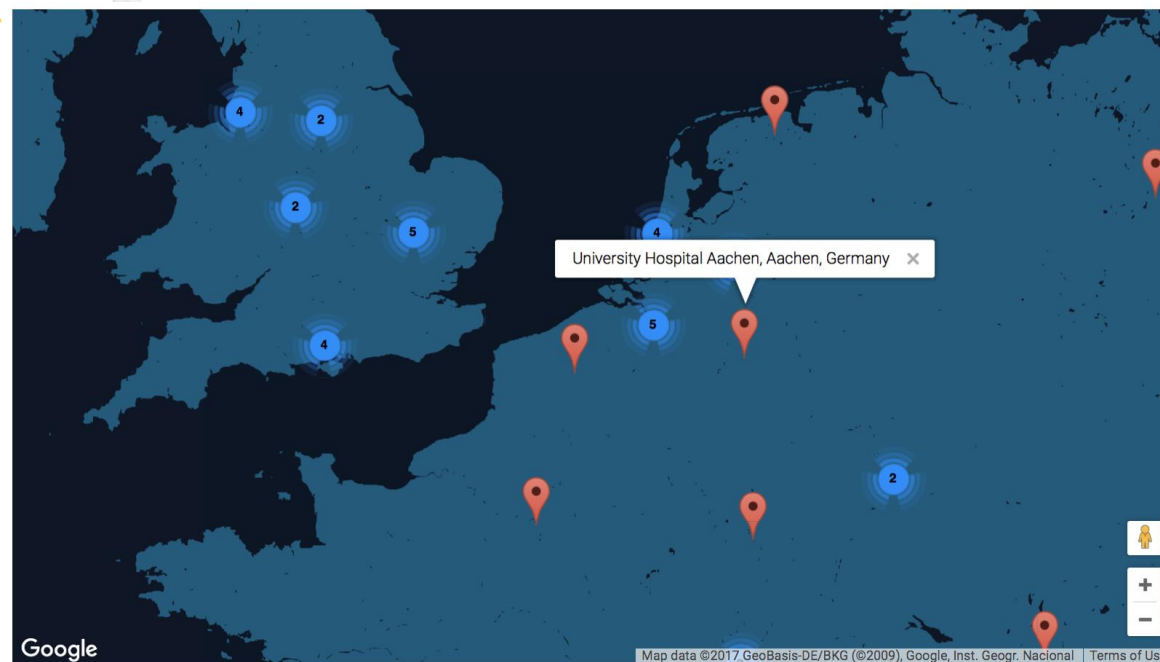 4
2
2
5
4
University Hospital Aachen, Aachen, Germany ×
4
5
2
+
−
Google
Map data ©2017 GeoBasis-DE/BKG (©2009), Google, Inst. Geogr. Nacional
Terms of Us